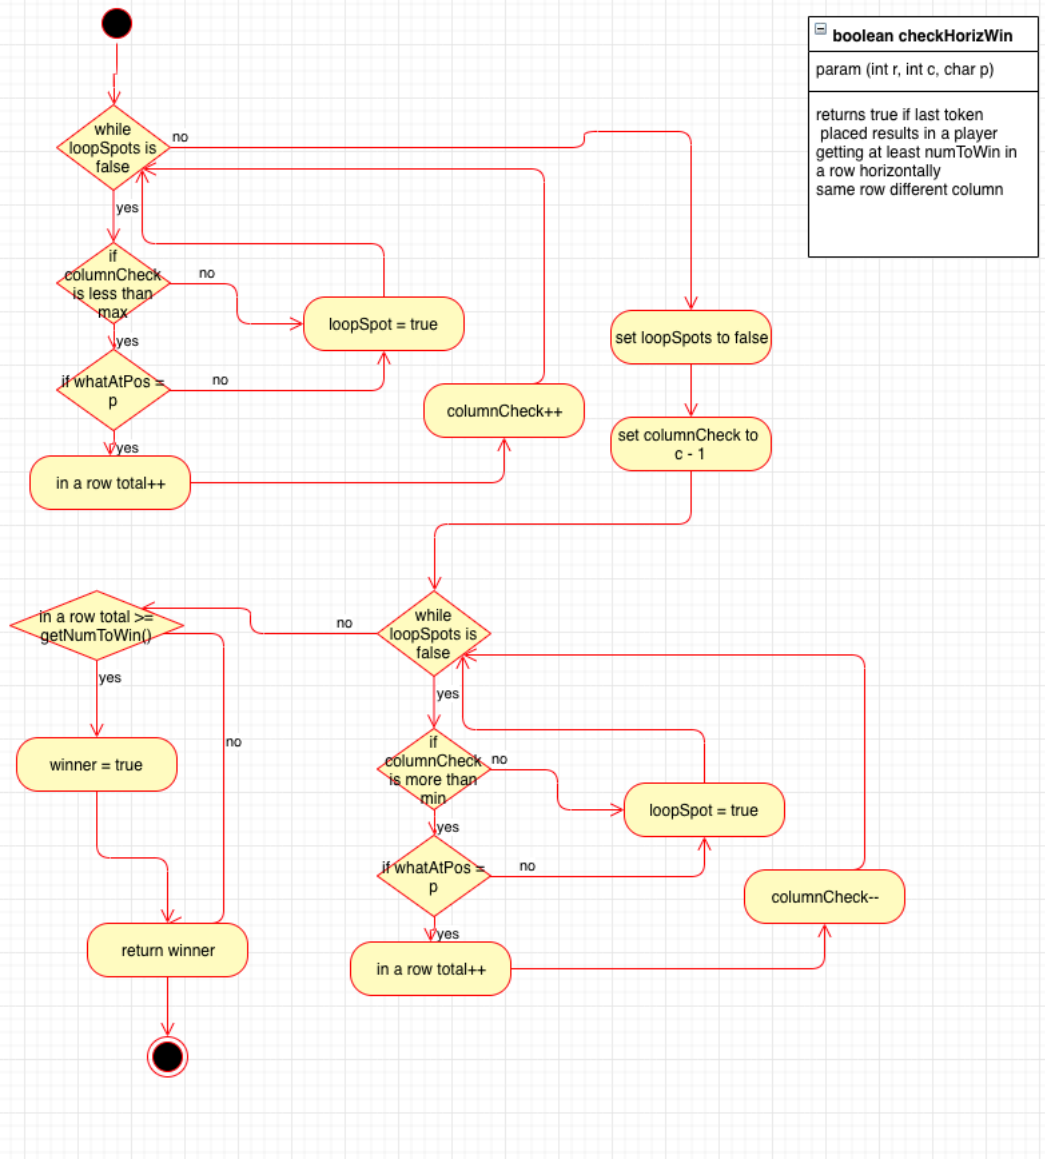 boolean checkHorizWin
param (int r, int c, char p)
returns true if last token
placed results in a player
getting at least numToWin in
a row horizontally
same row different column
while
loopSpots is
false
no
yes
if
columnCheck
is less than
max
no
yes
loopSpot = true
if whatAtPos =
p
no
yes
in a row total++
columnCheck++
set loopSpots to false
set columnCheck to
c - 1
while
loopSpots is
false
no
yes
if
columnCheck
is more than
min
no
yes
loopSpot = true
if whatAtPos =
p
no
yes
in a row total++
columnCheck--
in a row total >=
getNumToWin()
yes
no
winner = true
return winner